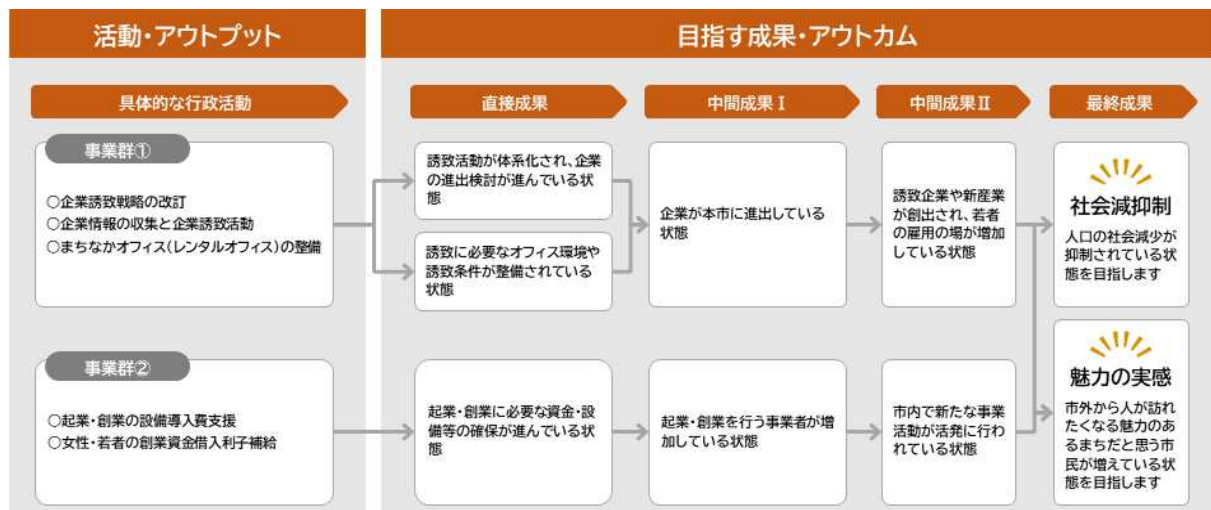 活動・アウトプット
目指す成果・アウトカム
具体的な行政活動
直接成果
中間成果Ⅰ
中間成果Ⅱ
最終成果
事業群①
○企業誘致戦略の改訂
○企業情報の収集と企業誘致活動
○まちなかオフィス(レンタルオフィス)の整備
誘致活動が体系化され、企業
の進出検討が進んでいる状
態
誘致に必要なオフィス環境や
誘致条件が整備されている
状態
企業が本市に進出している
状態
誘致企業や新産業
が創出され、若者
の雇用の場が増加
している状態
社会減抑制
人口の社会減少が
抑制されている状
態を目指します
事業群②
○起業・創業の設備導入費支援
○女性・若者の創業資金借入利子補給
起業・創業に必要な資金・設
備等の確保が進んでいる状
態
起業・創業を行う事業者が増
加している状態
市内で新たな事業
活動が活発に行わ
れている状態
魅力の実感
市外から人が訪れ
たくなる魅力のあ
るまちだと思う市
民が増えている状
態を目指します